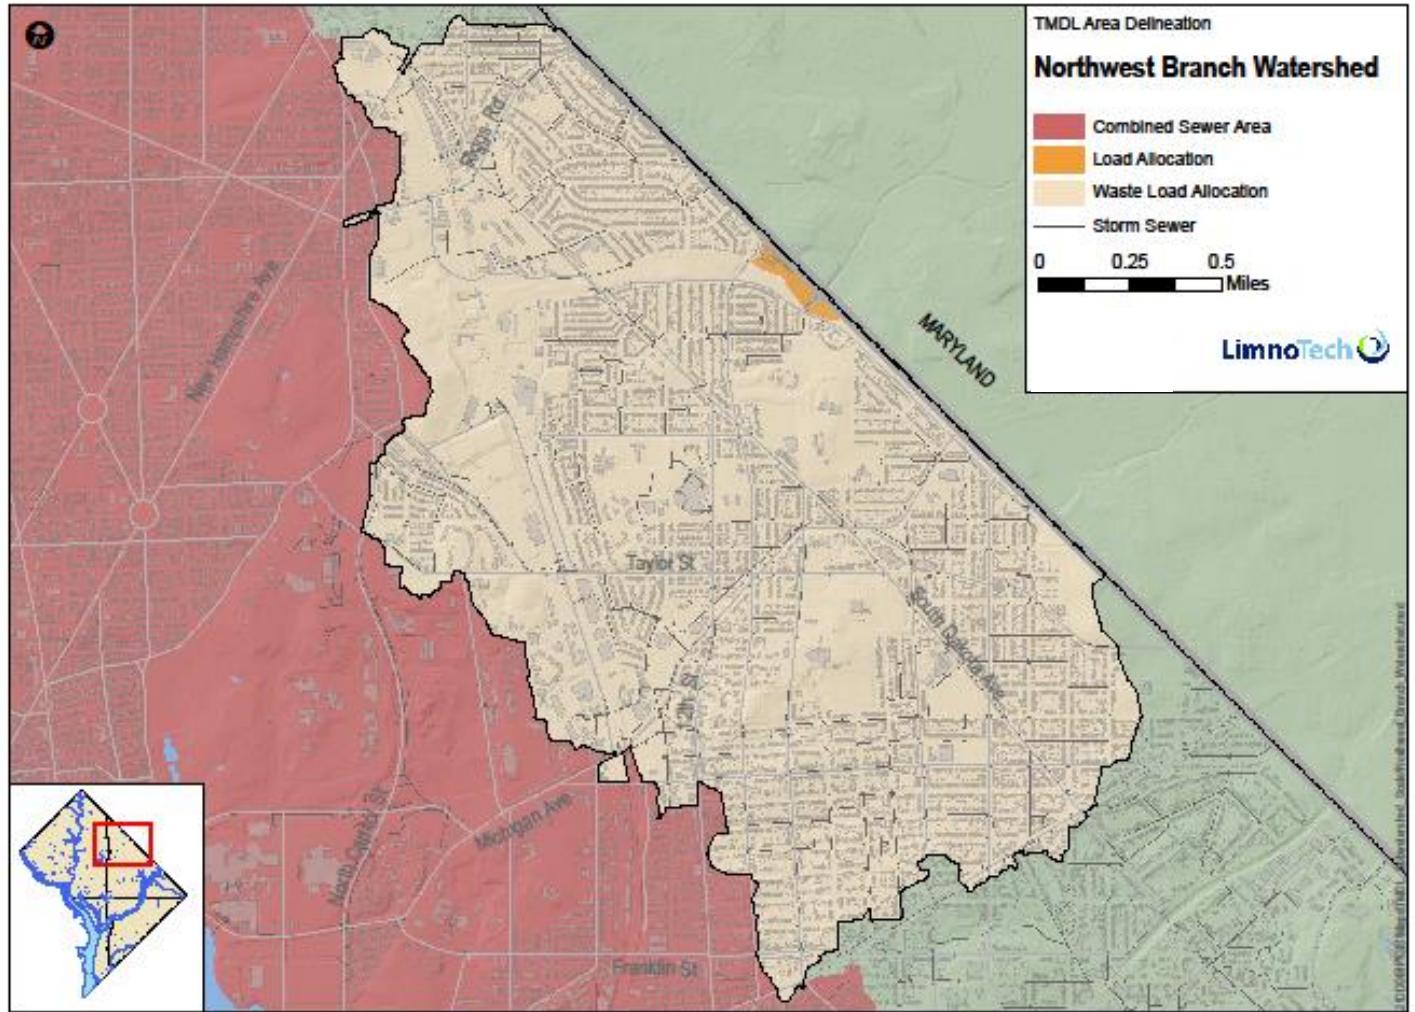 TMDL Area Delineation
Northwest Branch Watershed
Combined Sewer Area
Load Allocation
Waste Load Allocation
Storm Sewer
0 0.25 0.5
Miles
LimnoTech
MARYLAND
Riggs Rd
New Hampshire Ave
Taylor St
South Dakota Ave
12th St
Michigan Ave
North Capitol St
Franklin St